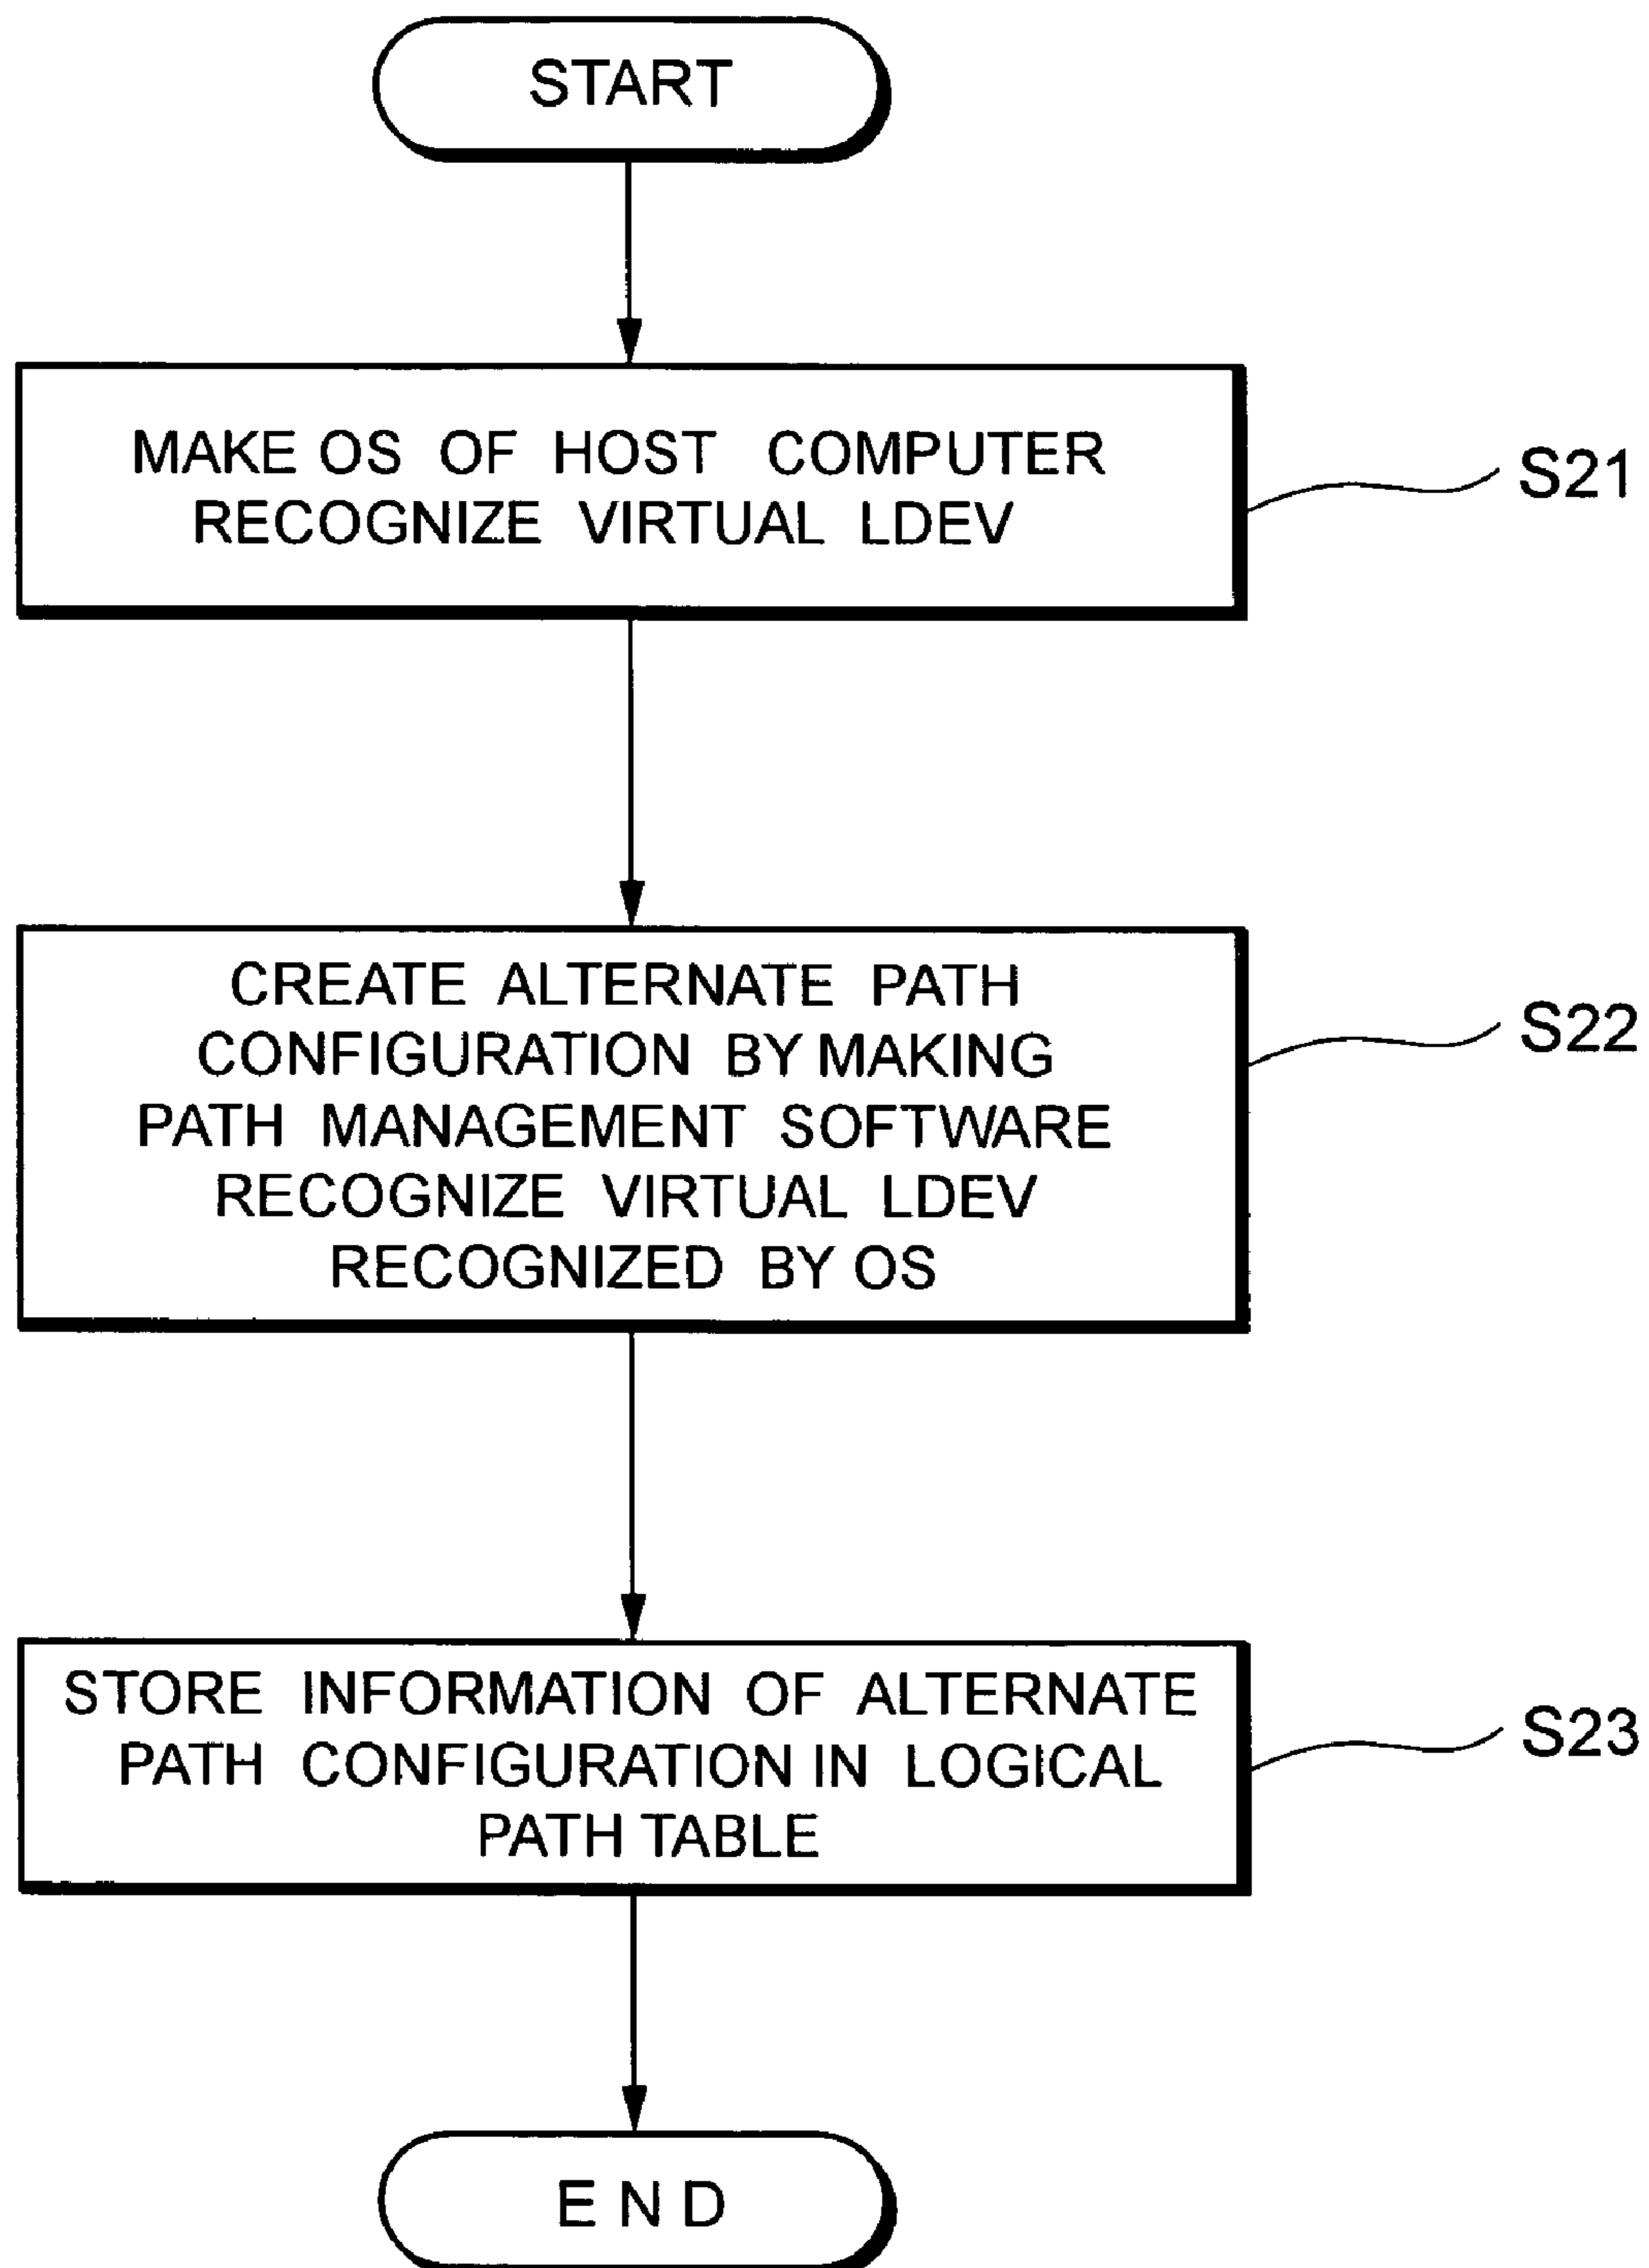 START
MAKE OS OF HOST COMPUTER
RECOGNIZE VIRTUAL LDEV
S21
CREATE ALTERNATE PATH
CONFIGURATION BY MAKING
PATH MANAGEMENT SOFTWARE
RECOGNIZE VIRTUAL LDEV
RECOGNIZED BY OS
S22
STORE INFORMATION OF ALTERNATE
PATH CONFIGURATION IN LOGICAL
PATH TABLE
S23
END